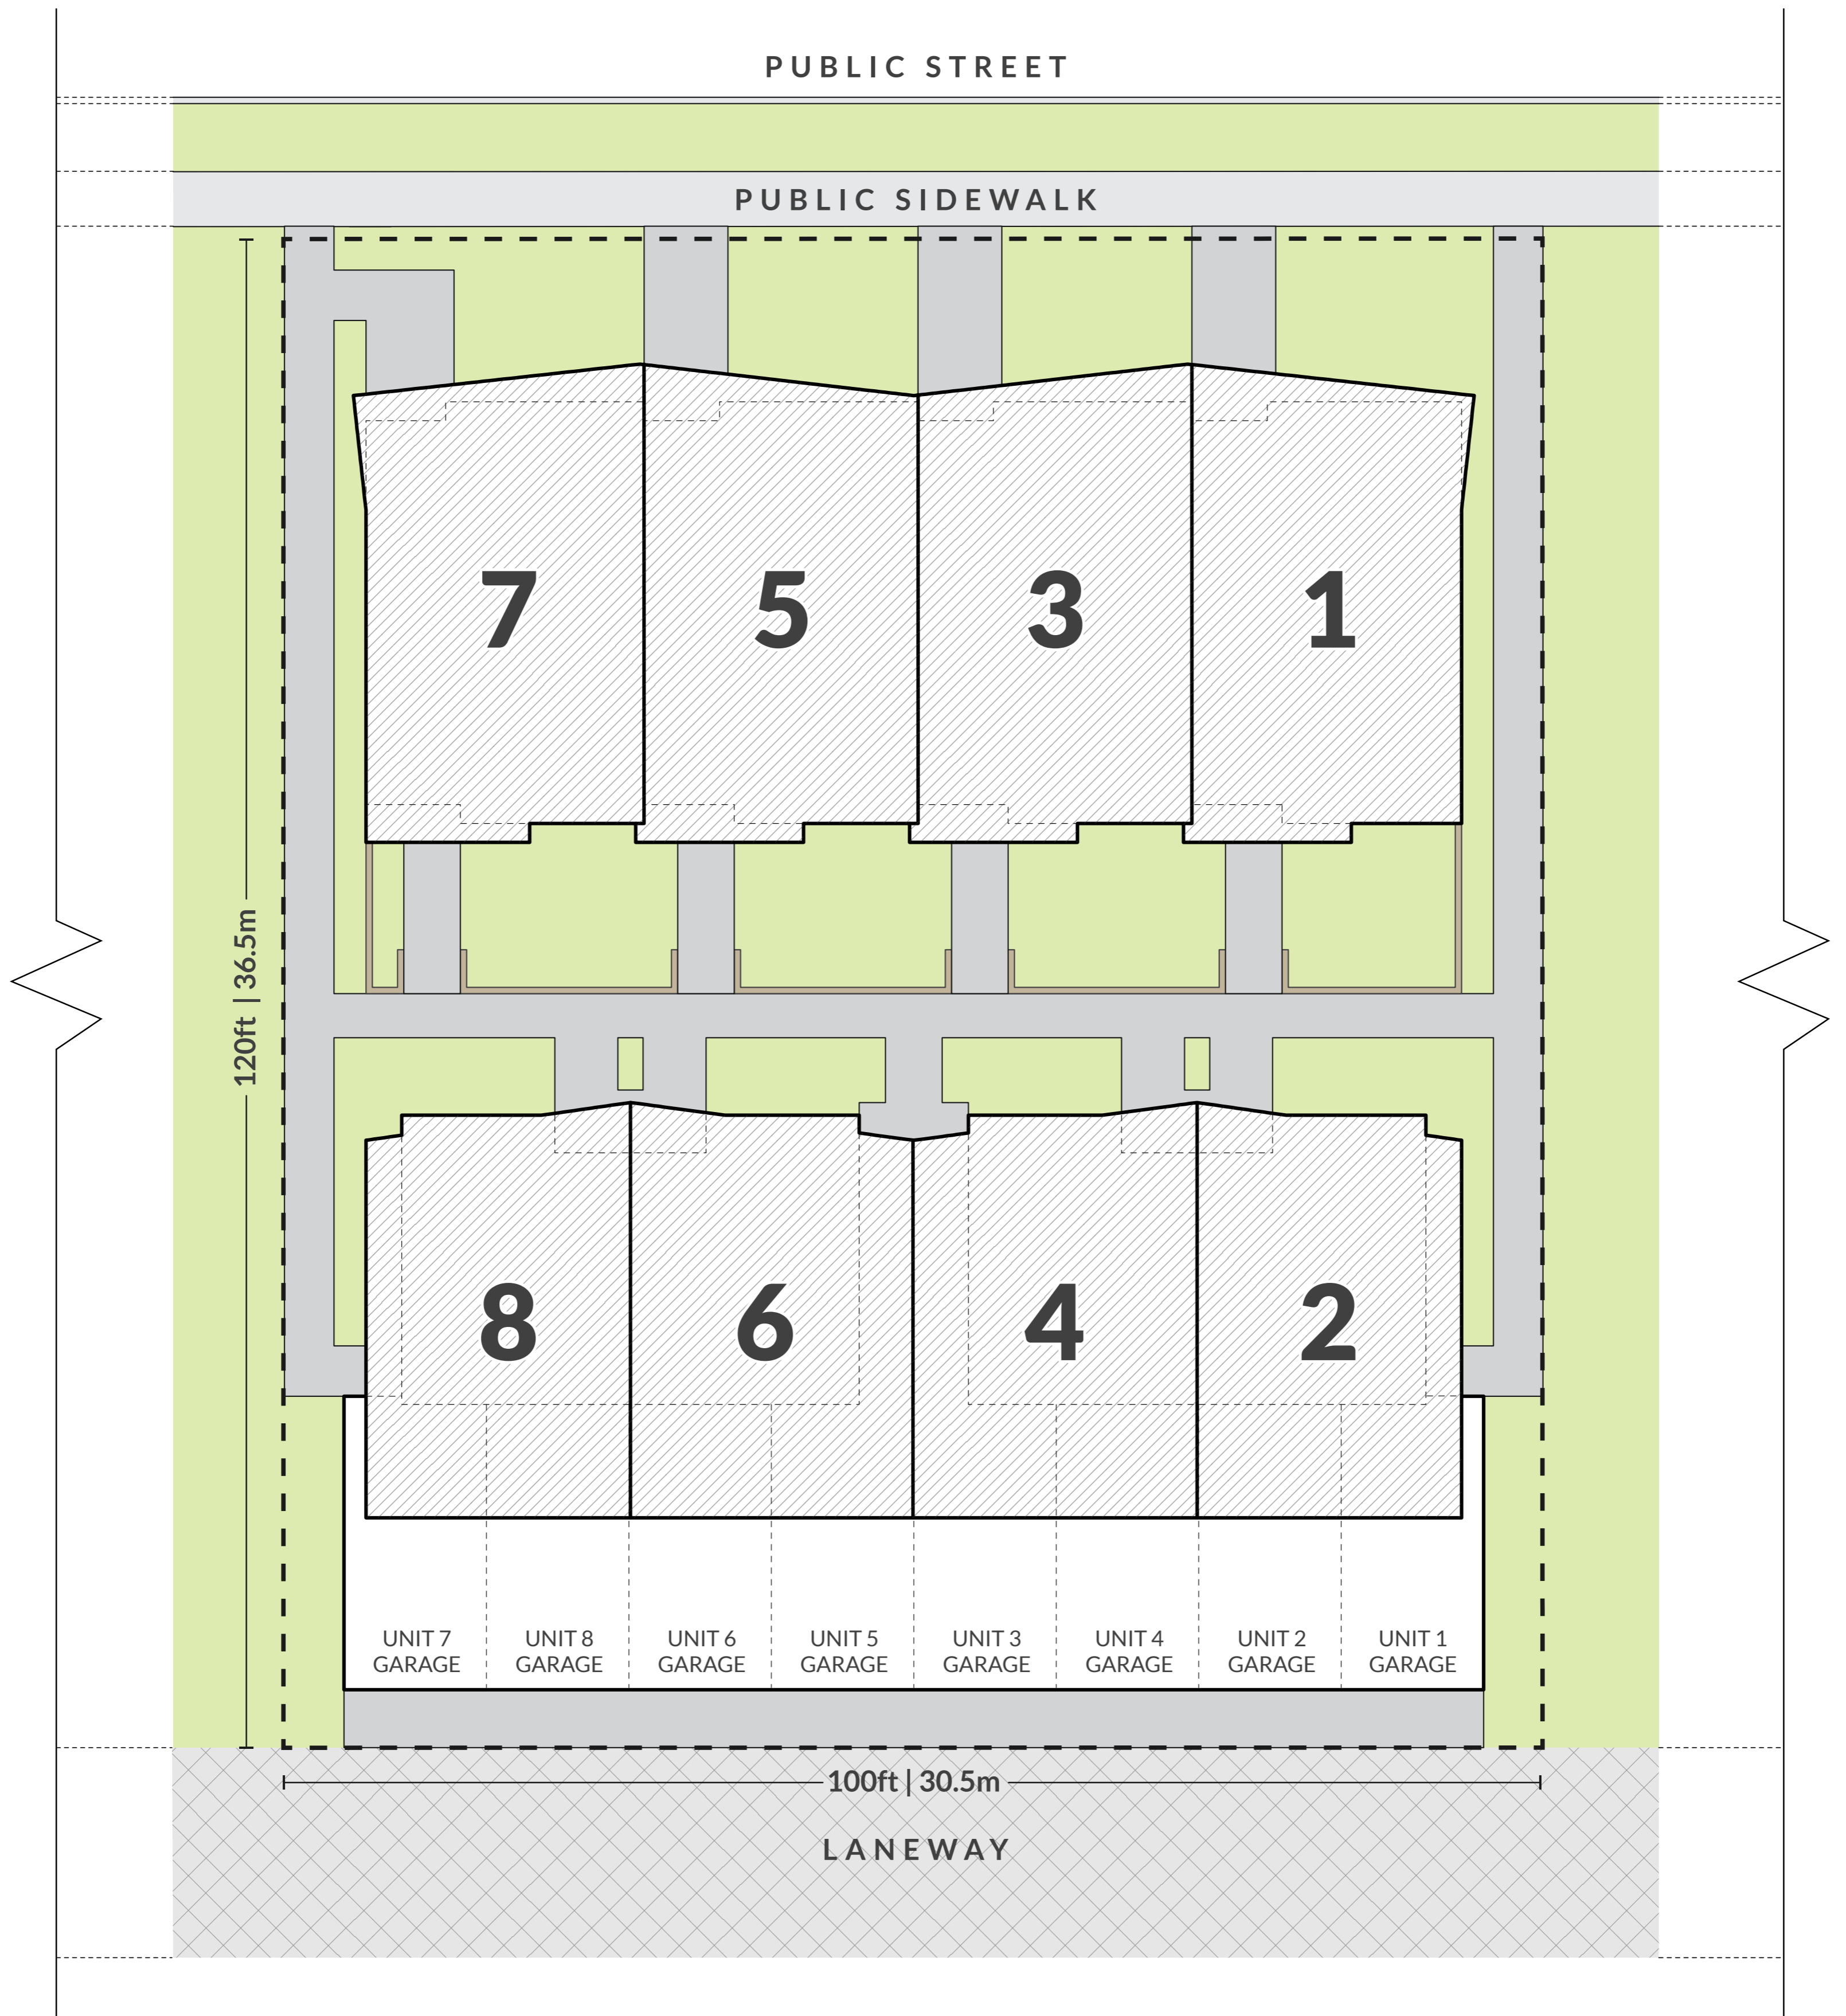 PUBLIC STREET
PUBLIC SIDEWALK
7
5
3
1
120ft | 36.5m
8
6
4
2
UNIT 7
GARAGE
UNIT 8
GARAGE
UNIT 6
GARAGE
UNIT 5
GARAGE
UNIT 3
GARAGE
UNIT 4
GARAGE
UNIT 2
GARAGE
UNIT 1
GARAGE
100ft | 30.5m
LANEWAY